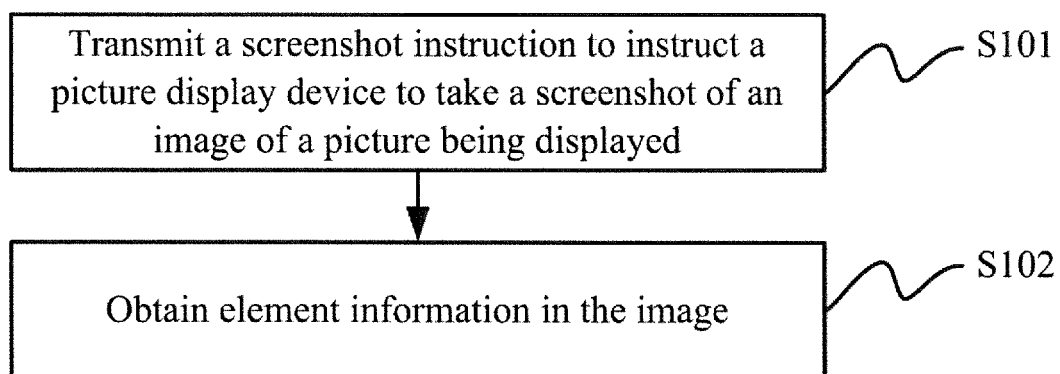 Transmit a screenshot instruction to instruct a
picture display device to take a screenshot of an
image of a picture being displayed
S101
Obtain element information in the image
S102